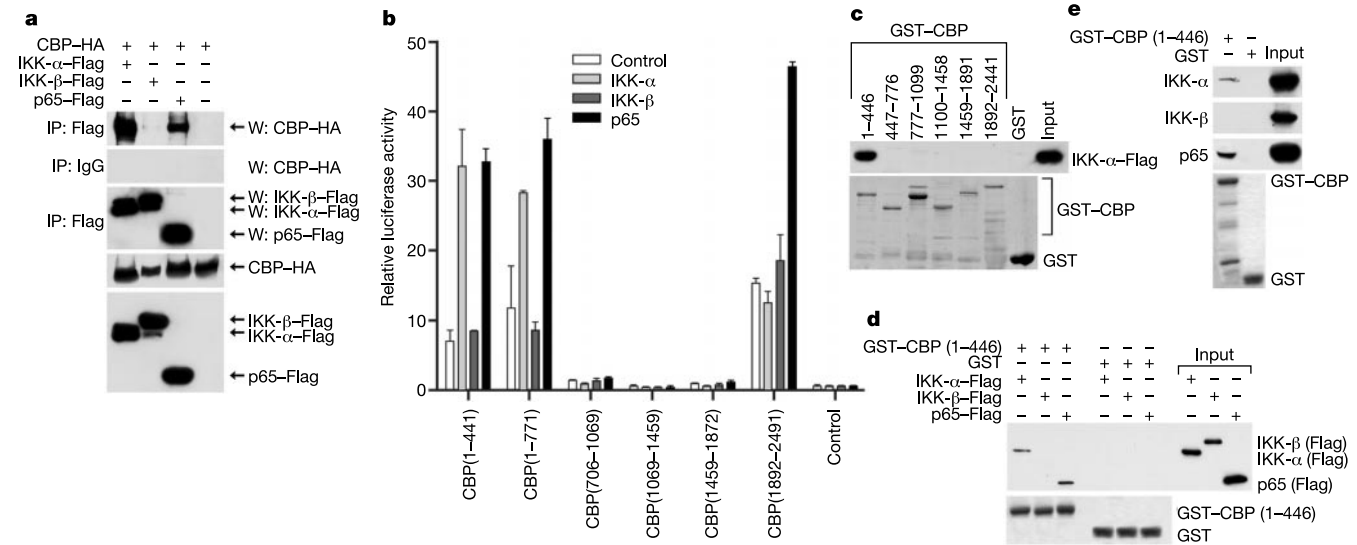 a
CBP–HA + + + +
IKK-α–Flag + – – –
IKK-β–Flag – + – –
p65–Flag – – + –
IP: Flag
W: CBP–HA
IP: IgG
W: CBP–HA
IP: Flag
W: IKK-β–Flag
W: IKK-α–Flag
W: p65–Flag
CBP–HA
IKK-β–Flag
IKK-α–Flag
p65–Flag
b
Relative luciferase activity
50
40
30
20
10
0
Control
IKK-α
IKK-β
p65
CBP(1–441)
CBP(1–771)
CBP(706–1069)
CBP(1069–1459)
CBP(1459–1872)
CBP(1892–2491)
Control
c
GST–CBP
1–446
447–776
777–1099
1100–1458
1459–1891
1892–2441
GST
Input
IKK-α–Flag
GST–CBP
GST
d
GST–CBP (1–446) + + + – – –
GST – – – + + +
Input
IKK-α–Flag + – – + – – + – –
IKK-β–Flag – + – – + – – + –
p65–Flag – – + – – + – – +
IKK-β (Flag)
IKK-α (Flag)
p65 (Flag)
GST–CBP (1–446)
GST
e
GST–CBP (1–446) + –
GST – + Input
IKK-α
IKK-β
p65
GST–CBP
GST